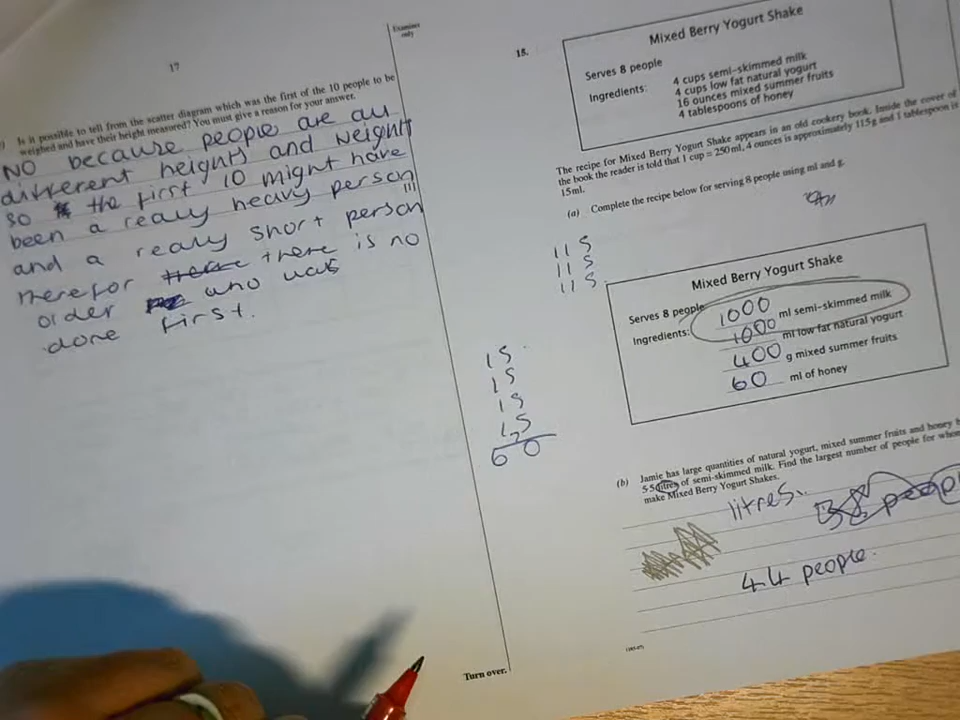 17
Examiner
only
Is it possible to tell from the scatter diagram which was the first of the 10 people to be
weighed and have their height measured? You must give a reason for your answer.
NO because people are all
different heights and weights
so the first 10 might have
been a really heavy person
and a really short person
therefor there is no
order who was
done first.
15.
Mixed Berry Yogurt Shake
Serves 8 people
Ingredients:
4 cups semi-skimmed milk
4 cups low fat natural yogurt
16 ounces mixed summer fruits
4 tablespoons of honey
The recipe for Mixed Berry Yogurt Shake appears in an old cookery book. Inside the cover of
the book the reader is told that 1 cup = 250 ml, 4 ounces is approximately 115 g and 1 tablespoon is
15 ml.
(a) Complete the recipe below for serving 8 people using ml and g.
115
115
115
Mixed Berry Yogurt Shake
Serves 8 people
Ingredients:
1000 ml semi-skimmed milk
1000 ml low fat natural yogurt
400 g mixed summer fruits
60 ml of honey
15
15
15
15
60
(b) Jamie has large quantities of natural yogurt, mixed summer fruits and honey
5·5 litres of semi-skimmed milk. Find the largest number of people for
make Mixed Berry Yogurt Shakes.
litres.
44 people.
Turn over.